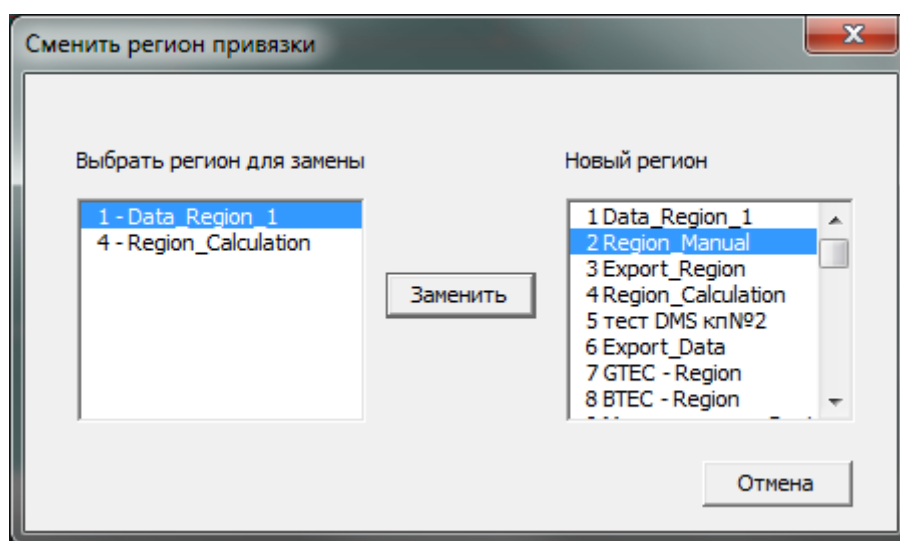 Сменить регион привязки
Выбрать регион для замены
1 - Data_Region_1
4 - Region_Calculation
Заменить
Новый регион
1 Data_Region_1
2 Region_Manual
3 Export_Region
4 Region_Calculation
5 тест DMS кп№2
6 Export_Data
7 GTEC - Region
8 BTEC - Region
Отмена